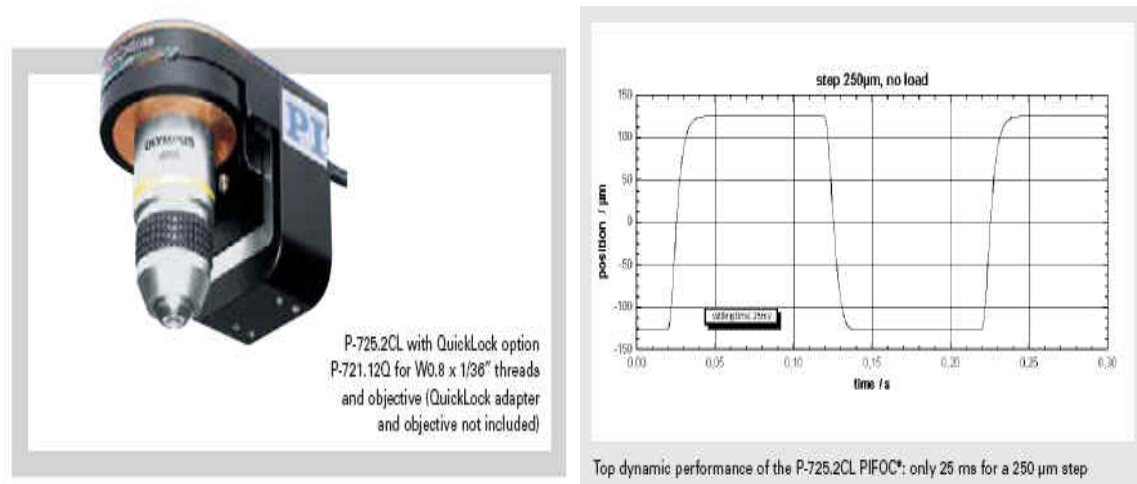 PI
OLYMPUS
P-725.2CL with QuickLock option
P-721.12Q for W0.8 x 1/36" threads
and objective (QuickLock adapter
and objective not included)
step 250µm, no load
position / µm
150
100
50
0
-50
-100
-150
settling time: 25ms
0,00 0,05 0,10 0,15 0,20 0,25 0,30
time / s
Top dynamic performance of the P-725.2CL PIFOC®: only 25 ms for a 250 µm step